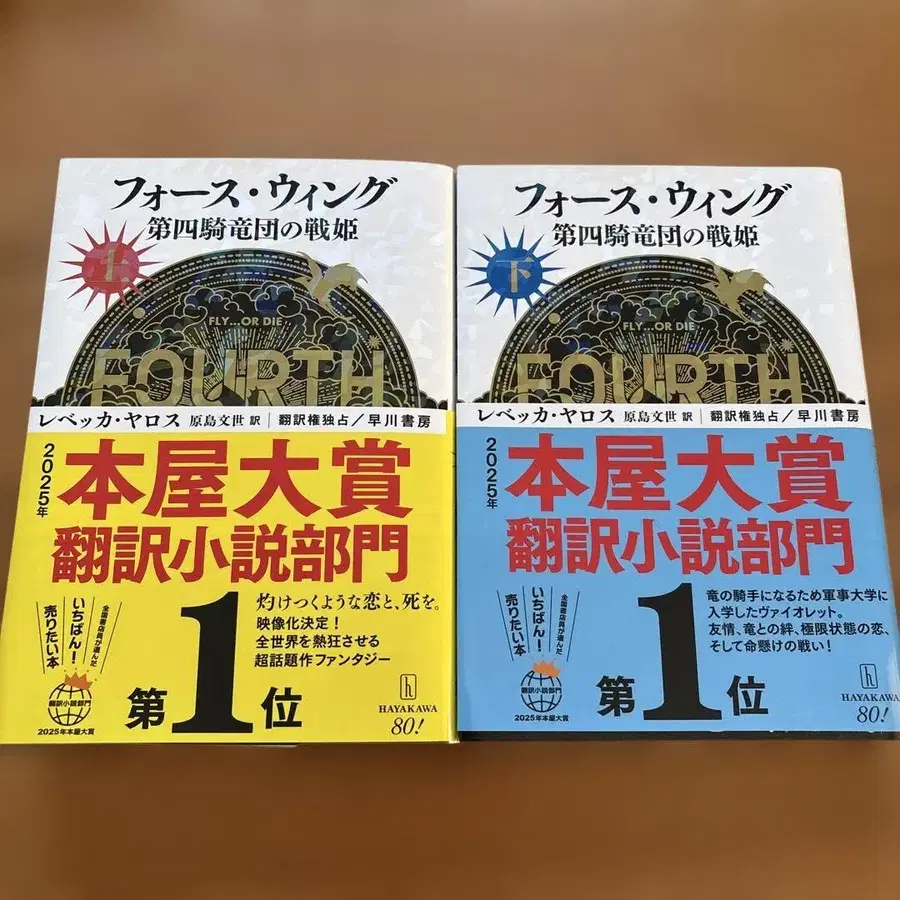 フォース・ウィング
第四騎竜団の戦姫
上
FLY...OR DIE
FOURTH
レベッカ・ヤロス 原島文世 訳 翻訳権独占/早川書房
2025年
本屋大賞
翻訳小説部門
第1位
灼けつくような恋と、死を。
映像化決定!
全世界を熱狂させる
超話題作ファンタジー
全国書店員が選んだ
いちばん!
売りたい本
翻訳小説部門
2025年本屋大賞
h
HAYAKAWA
80!
フォース・ウィング
第四騎竜団の戦姫
下
FLY...OR DIE
FOURTH
レベッカ・ヤロス 原島文世 訳 翻訳権独占/早川書房
2025年
本屋大賞
翻訳小説部門
第1位
竜の騎手になるため軍事大学に
入学したヴァイオレット。
友情、竜との絆、極限状態の恋、
そして命懸けの戦い!
全国書店員が選んだ
いちばん!
売りたい本
翻訳小説部門
2025年本屋大賞
h
HAYAKAWA
80!